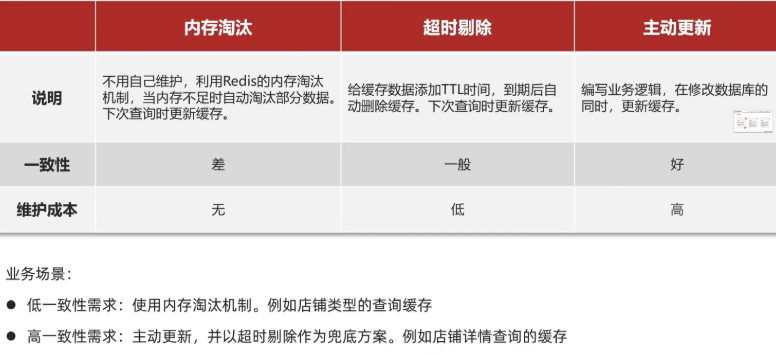 内存淘汰 超时剔除 主动更新
说明
不用自己维护，利用Redis的内存淘汰
机制，当内存不足时自动淘汰部分数据。
下次查询时更新缓存。
给缓存数据添加TTL时间，到期后自
动删除缓存。下次查询时更新缓存。
编写业务逻辑，在修改数据库的
同时，更新缓存。
一致性 差 一般 好
维护成本 无 低 高
业务场景：
● 低一致性需求：使用内存淘汰机制。例如店铺类型的查询缓存
● 高一致性需求：主动更新，并以超时剔除作为兜底方案。例如店铺详情查询的缓存